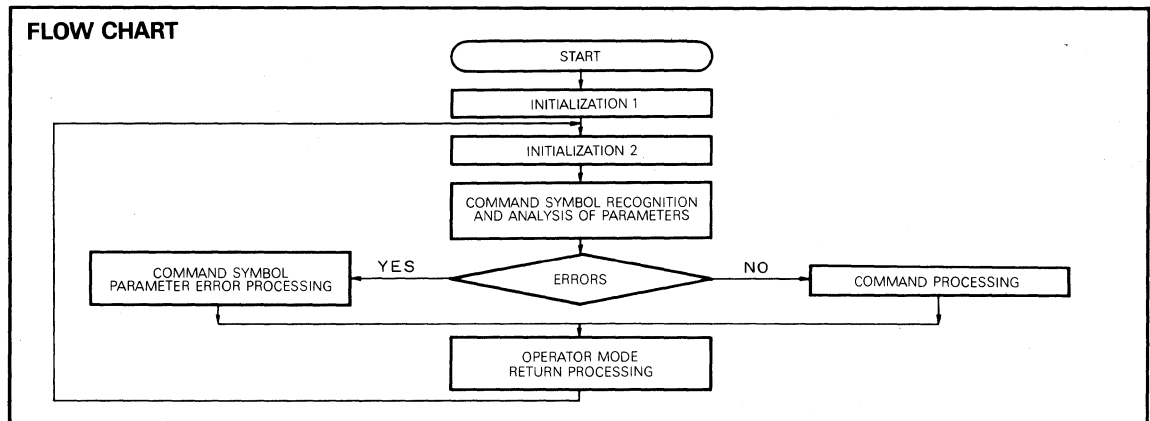 FLOW CHART
START
INITIALIZATION 1
INITIALIZATION 2
COMMAND SYMBOL RECOGNITION
AND ANALYSIS OF PARAMETERS
COMMAND SYMBOL
PARAMETER ERROR PROCESSING
YES
ERRORS
NO
COMMAND PROCESSING
OPERATOR MODE
RETURN PROCESSING